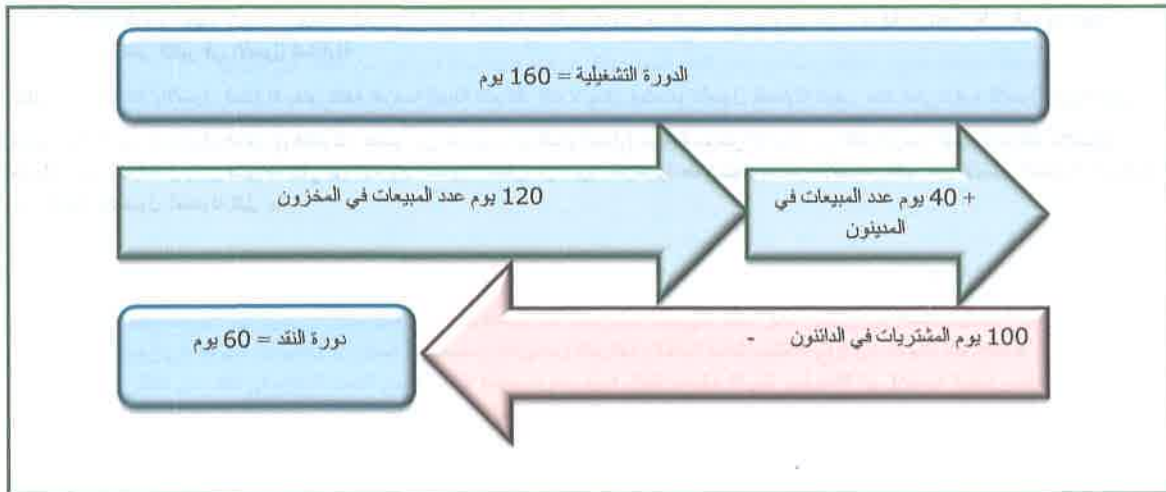 الدورة التشغيلية = 160 يوم
120 يوم عدد المبيعات في المخزون
+ 40 يوم عدد المبيعات في
المدينون
100 يوم المشتريات في الدائنون -
دورة النقد = 60 يوم